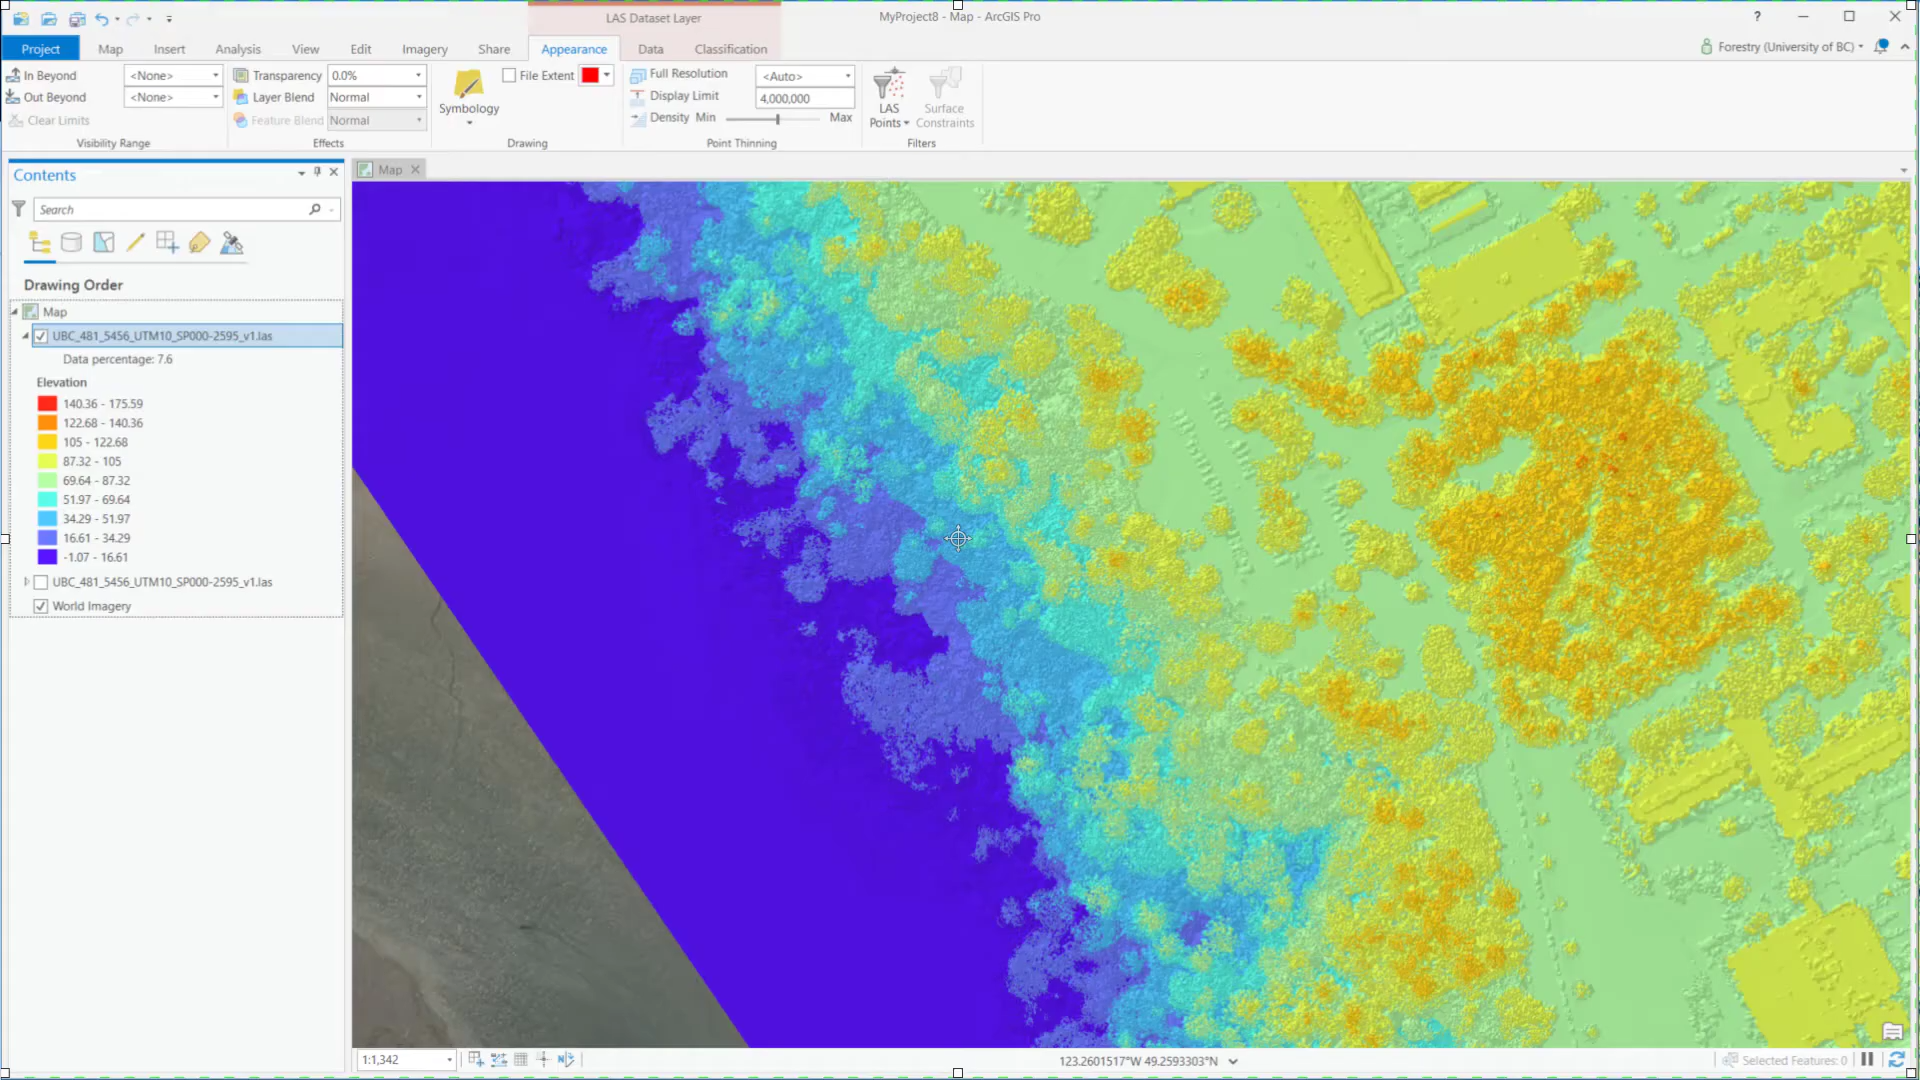 LAS Dataset Layer
MyProject8 - Map - ArcGIS Pro
?
Project Map Insert Analysis View Edit Imagery Share Appearance Data Classification
Forestry (University of BC)
In Beyond <None>
Out Beyond <None>
Clear Limits
Visibility Range
Transparency 0.0%
Layer Blend Normal
Feature Blend Normal
Effects
Symbology
File Extent
Drawing
Full Resolution <Auto>
Display Limit 4,000,000
Density Min Max
Point Thinning
LAS
Points
Surface
Constraints
Filters
Contents
Map
Search
Drawing Order
Map
UBC_481_5456_UTM10_SP000-2595_v1.las
Data percentage: 7.6
Elevation
140.36 - 175.59
122.68 - 140.36
105 - 122.68
87.32 - 105
69.64 - 87.32
51.97 - 69.64
34.29 - 51.97
16.61 - 34.29
-1.07 - 16.61
UBC_481_5456_UTM10_SP000-2595_v1.las
World Imagery
1:1,342
123.2601517°W 49.2593303°N
Selected Features: 0